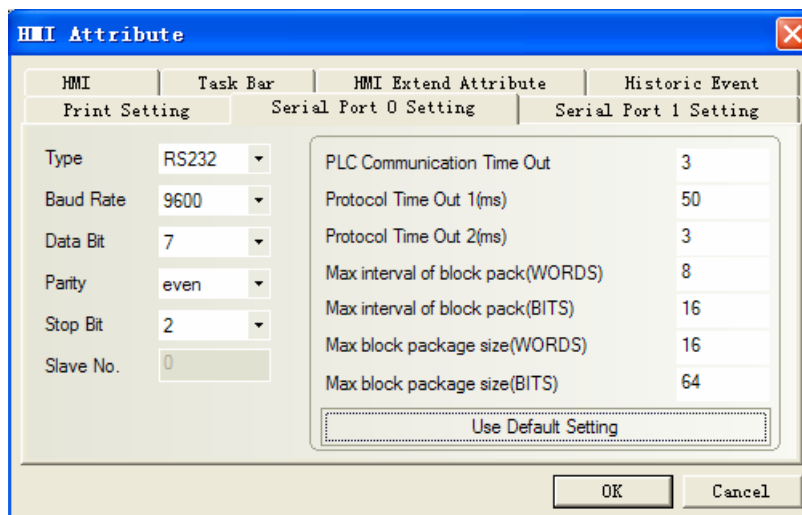 HMI Attribute
HMI
Task Bar
HMI Extend Attribute
Historic Event
Print Setting
Serial Port 0 Setting
Serial Port 1 Setting
Type RS232
Baud Rate 9600
Data Bit 7
Parity even
Stop Bit 2
Slave No. 0
PLC Communication Time Out 3
Protocol Time Out 1(ms) 50
Protocol Time Out 2(ms) 3
Max interval of block pack(WORDS) 8
Max interval of block pack(BITS) 16
Max block package size(WORDS) 16
Max block package size(BITS) 64
Use Default Setting
OK
Cancel